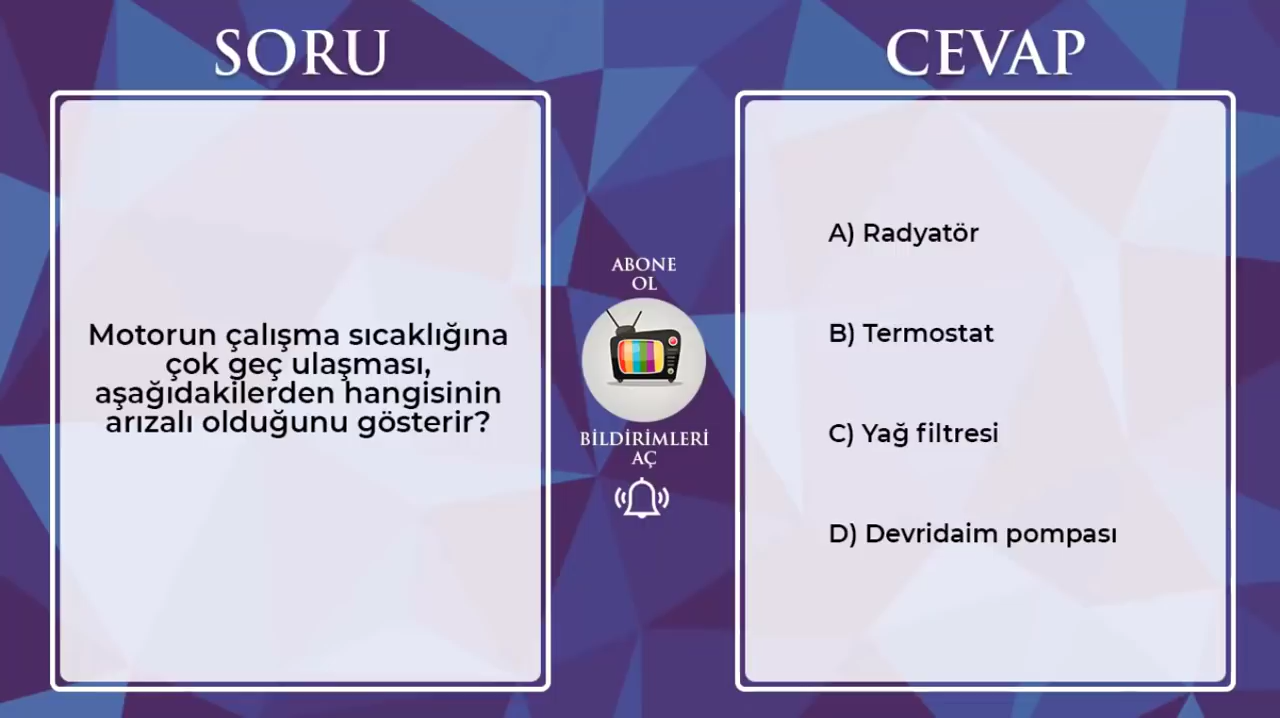 SORU
Motorun çalışma sıcaklığına
çok geç ulaşması,
aşağıdakilerden hangisinin
arızalı olduğunu gösterir?
ABONE
OL
BİLDİRİMLERİ
AÇ
CEVAP
A) Radyatör
B) Termostat
C) Yağ filtresi
D) Devridaim pompası